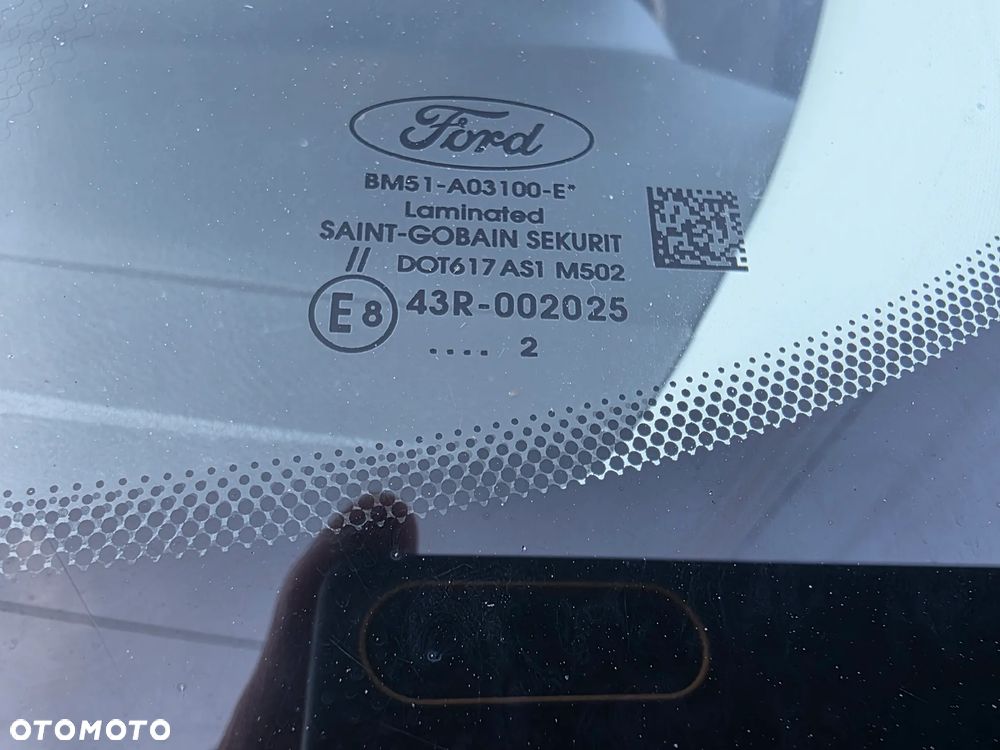 Ford
BM51-A03100-E*
Laminated
SAINT-GOBAIN SEKURIT
// DOT617 AS1 M502
E8 43R-002025
.... 2
OTOMOTO